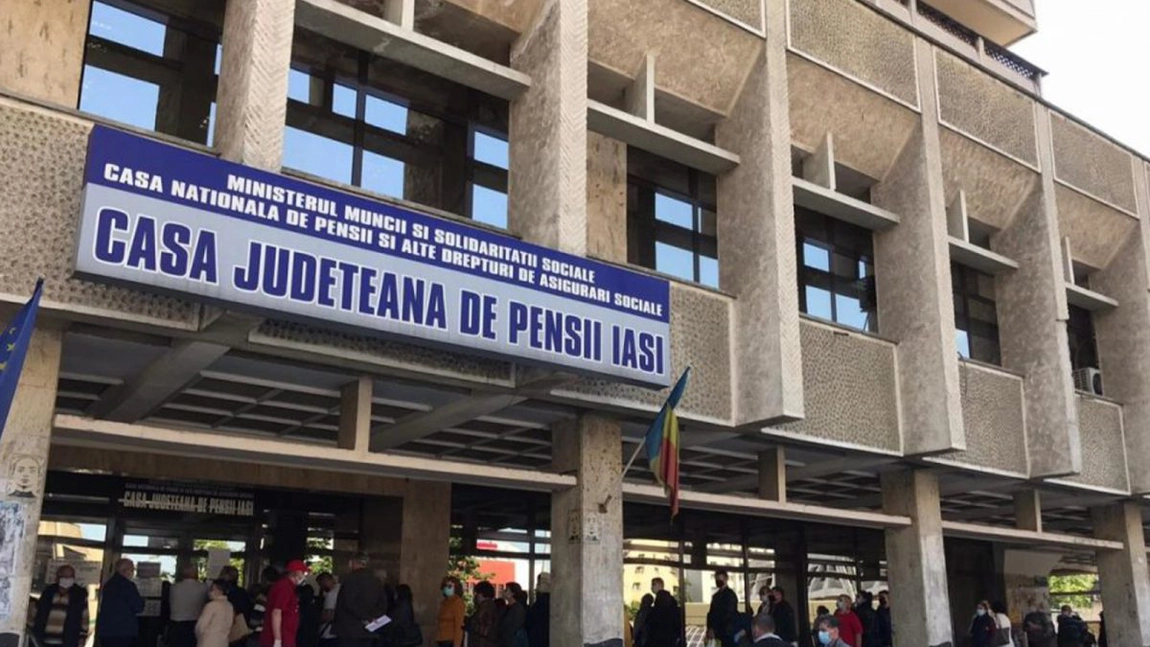 MINISTERUL MUNCII SI SOLIDARITATII SOCIALE
CASA NATIONALA DE PENSII SI ALTE DREPTURI DE ASIGURARI SOCIALE
CASA JUDETEANA DE PENSII IASI
CASA JUDETEANA DE PENSII-IASI